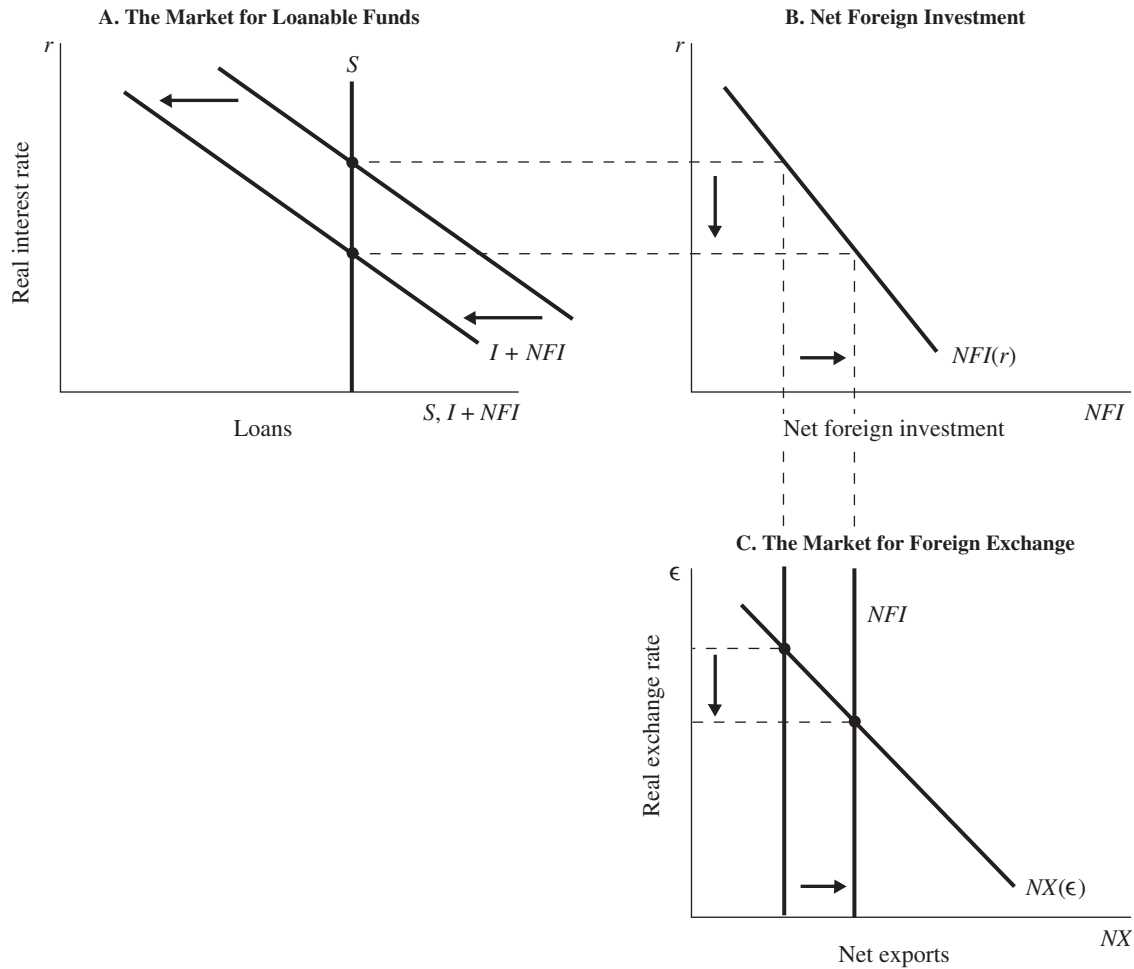 A. The Market for Loanable Funds
r
S
Real interest rate
I + NFI
S, I + NFI
Loans
B. Net Foreign Investment
r
NFI(r)
NFI
Net foreign investment
C. The Market for Foreign Exchange
ϵ
NFI
Real exchange rate
NX(ϵ)
NX
Net exports